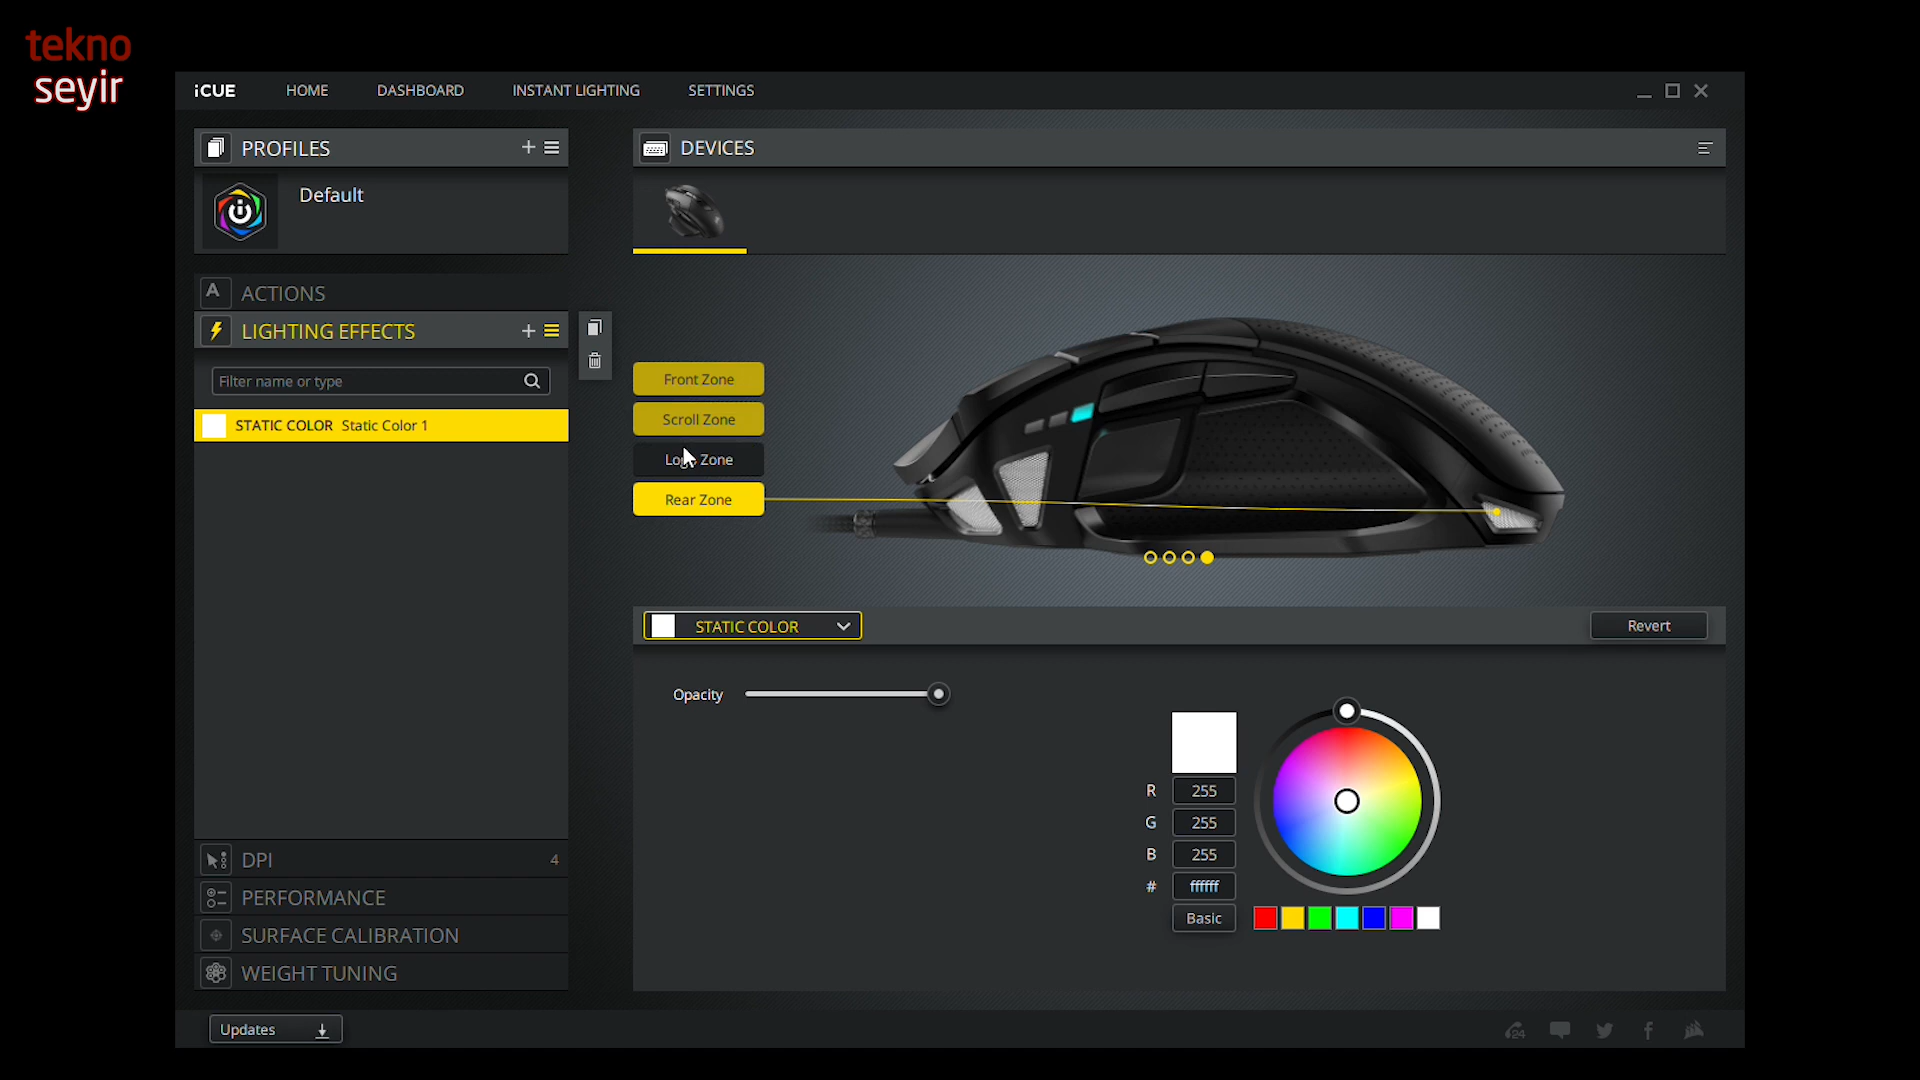 tekno
seyir
iCUE HOME DASHBOARD INSTANT LIGHTING SETTINGS
PROFILES
Default
A ACTIONS
LIGHTING EFFECTS
Filter name or type
STATIC COLOR Static Color 1
DPI 4
PERFORMANCE
SURFACE CALIBRATION
WEIGHT TUNING
Updates
DEVICES
Front Zone
Scroll Zone
Logo Zone
Rear Zone
STATIC COLOR
Revert
Opacity
R 255
G 255
B 255
# ffffff
Basic
24